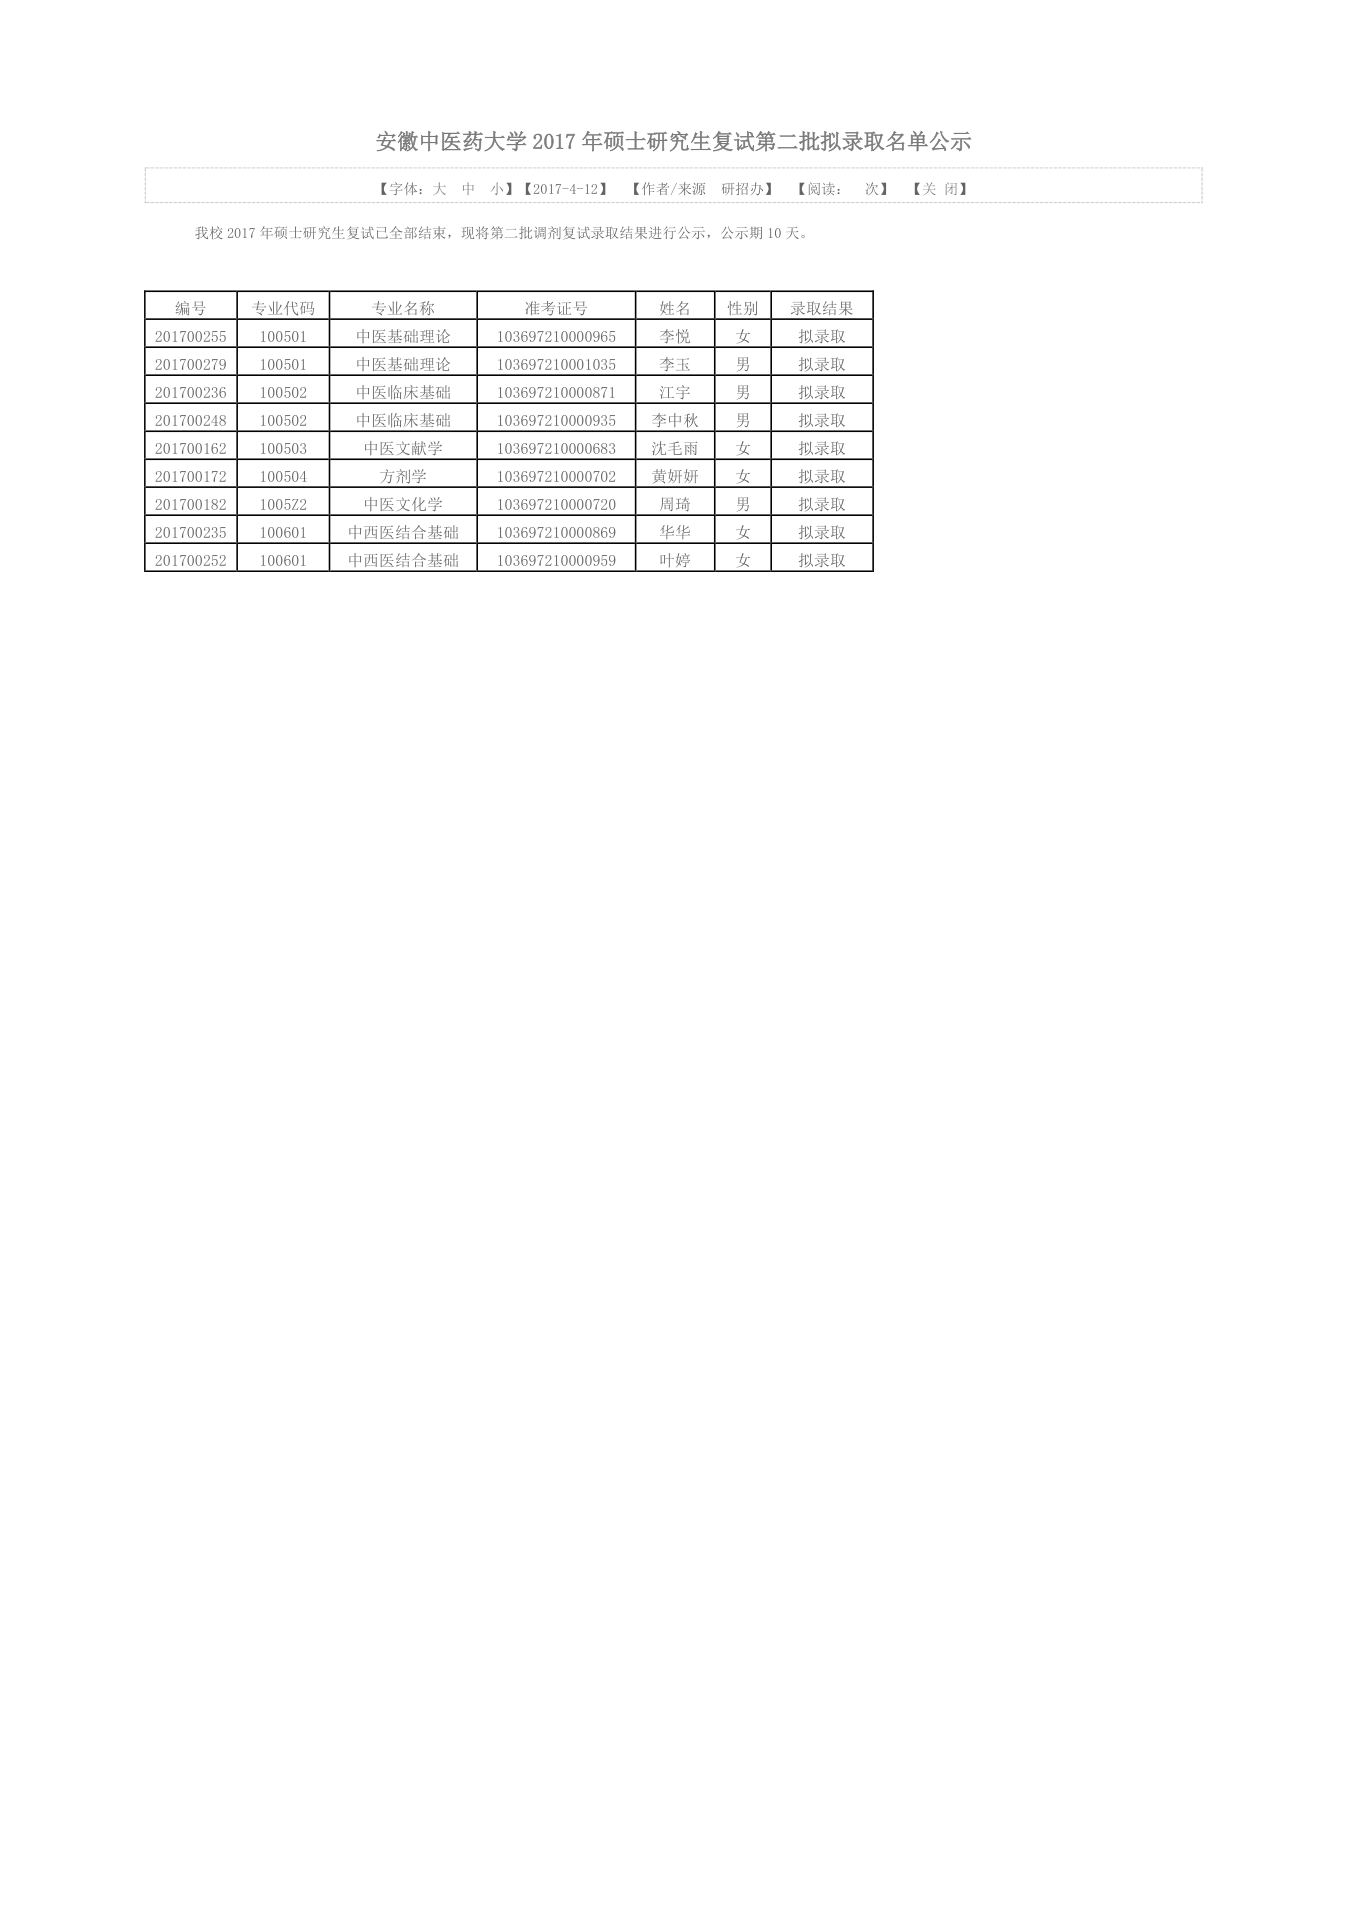 安徽中医药大学 2017 年硕士研究生复试第二批拟录取名单公示
【字体：大 中 小】【2017-4-12】 【作者/来源 研招办】 【阅读： 次】 【关 闭】
我校 2017 年硕士研究生复试已全部结束，现将第二批调剂复试录取结果进行公示，公示期 10 天。
编号 专业代码 专业名称 准考证号 姓名 性别 录取结果
201700255 100501 中医基础理论 103697210000965 李悦 女 拟录取
201700279 100501 中医基础理论 103697210001035 李玉 男 拟录取
201700236 100502 中医临床基础 103697210000871 江宇 男 拟录取
201700248 100502 中医临床基础 103697210000935 李中秋 男 拟录取
201700162 100503 中医文献学 103697210000683 沈毛雨 女 拟录取
201700172 100504 方剂学 103697210000702 黄妍妍 女 拟录取
201700182 1005Z2 中医文化学 103697210000720 周琦 男 拟录取
201700235 100601 中西医结合基础 103697210000869 华华 女 拟录取
201700252 100601 中西医结合基础 103697210000959 叶婷 女 拟录取